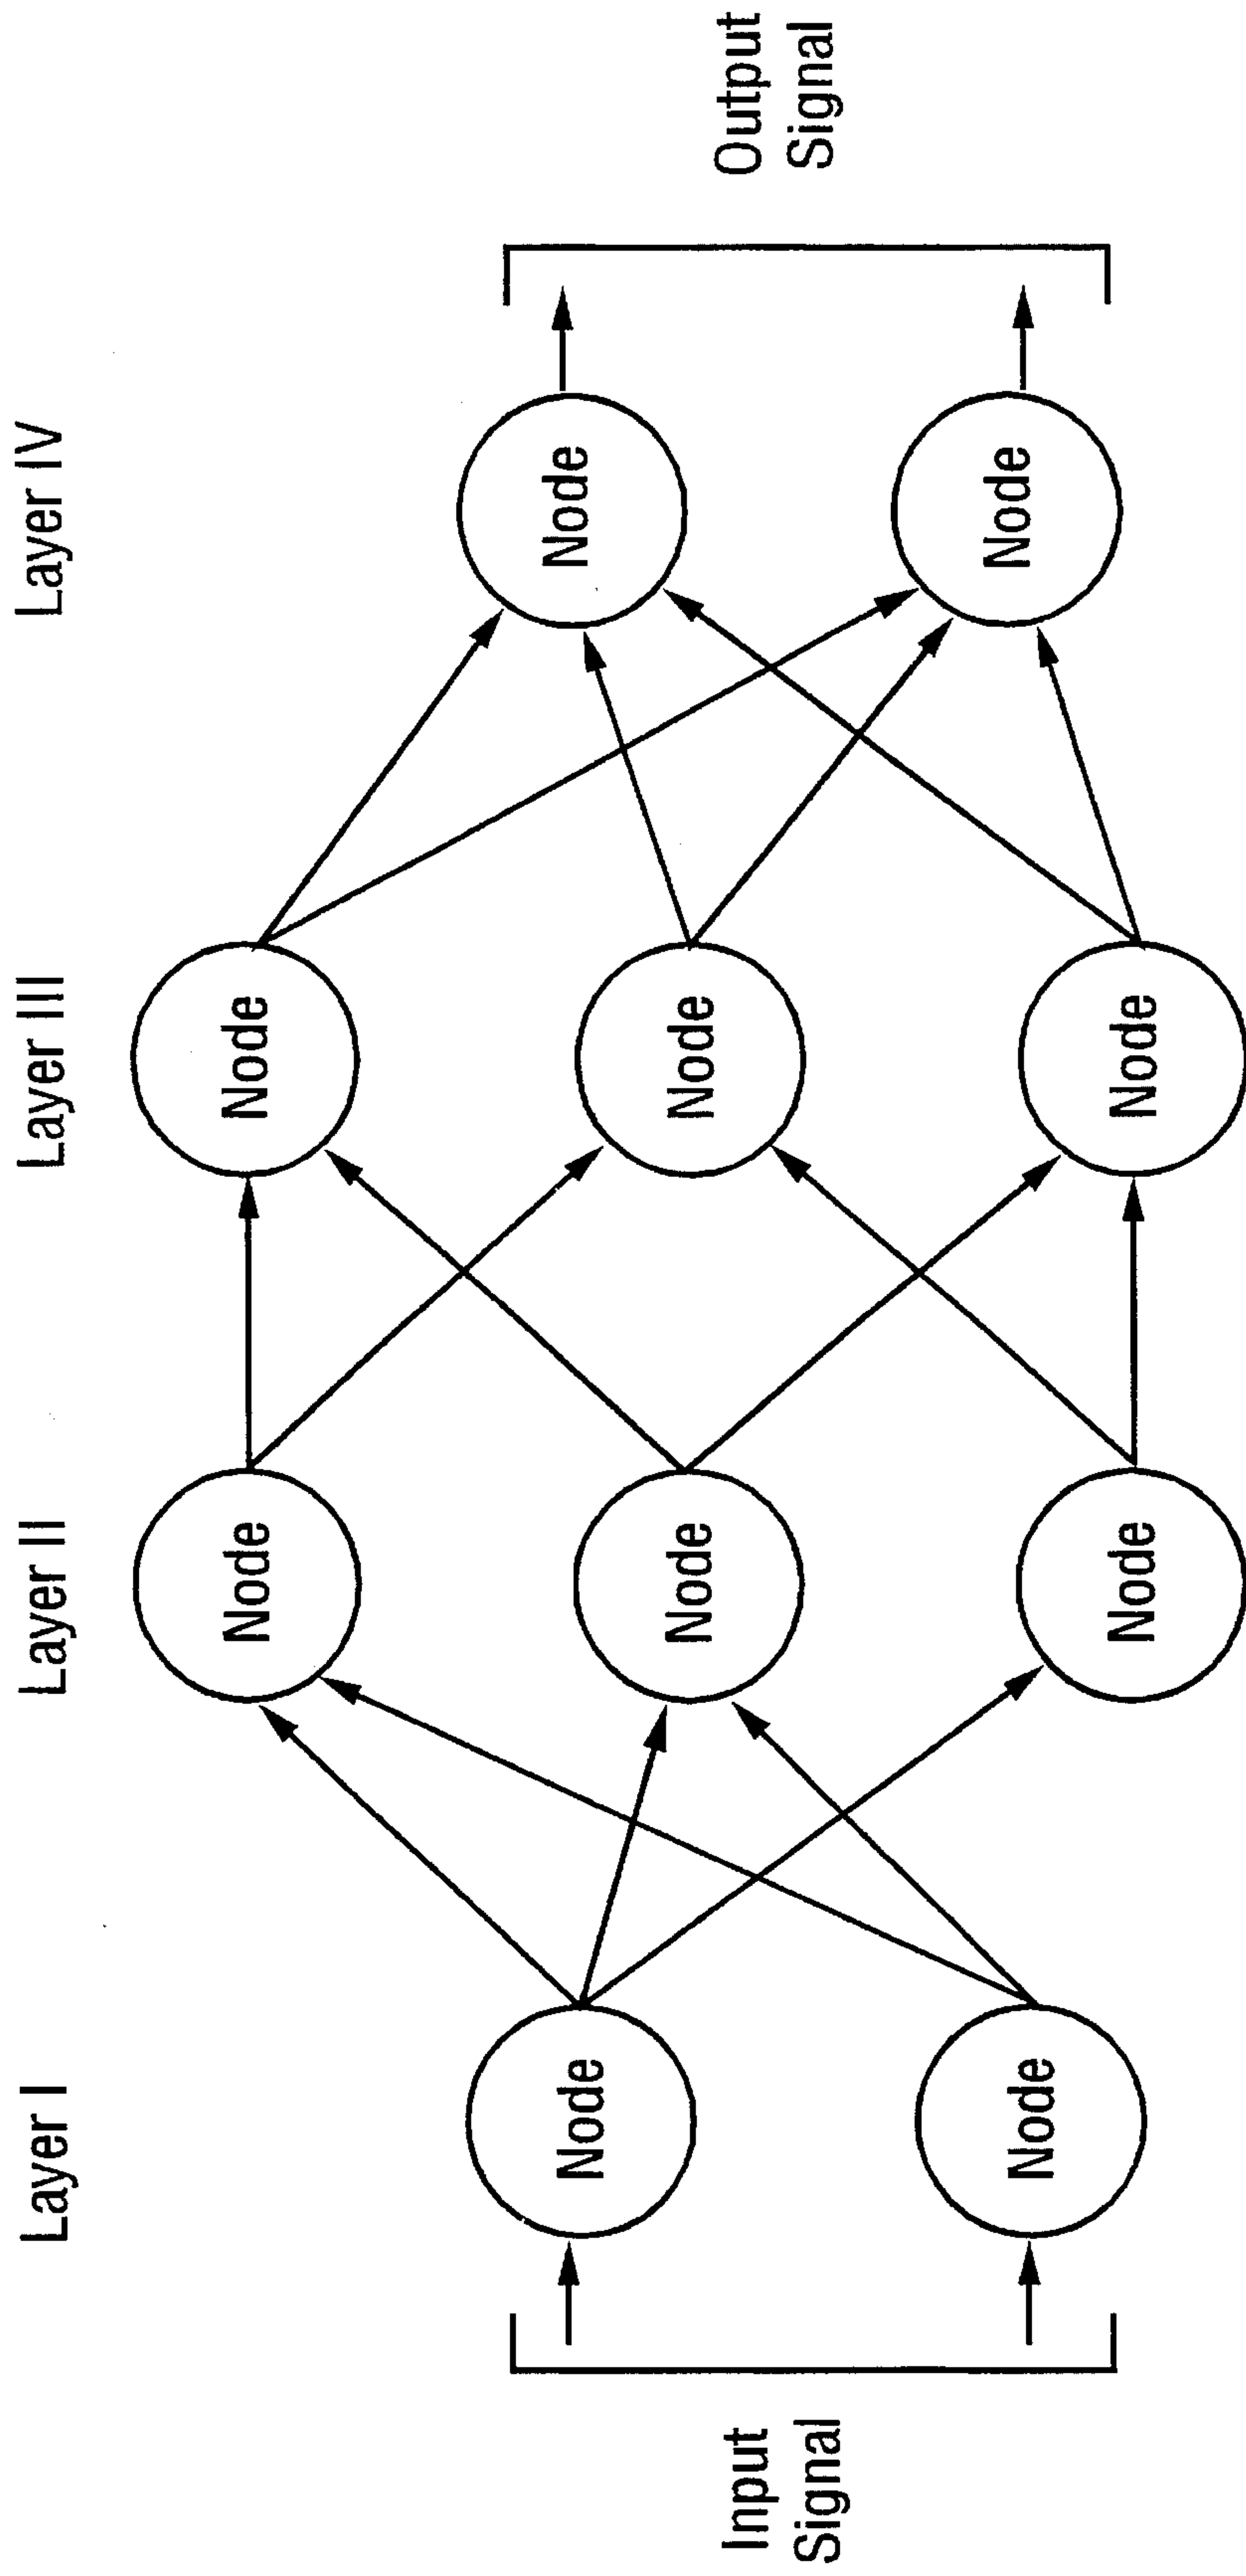 Layer I
Layer II
Layer III
Layer IV
Input
Signal
Node
Node
Node
Node
Node
Node
Node
Node
Node
Node
Output
Signal